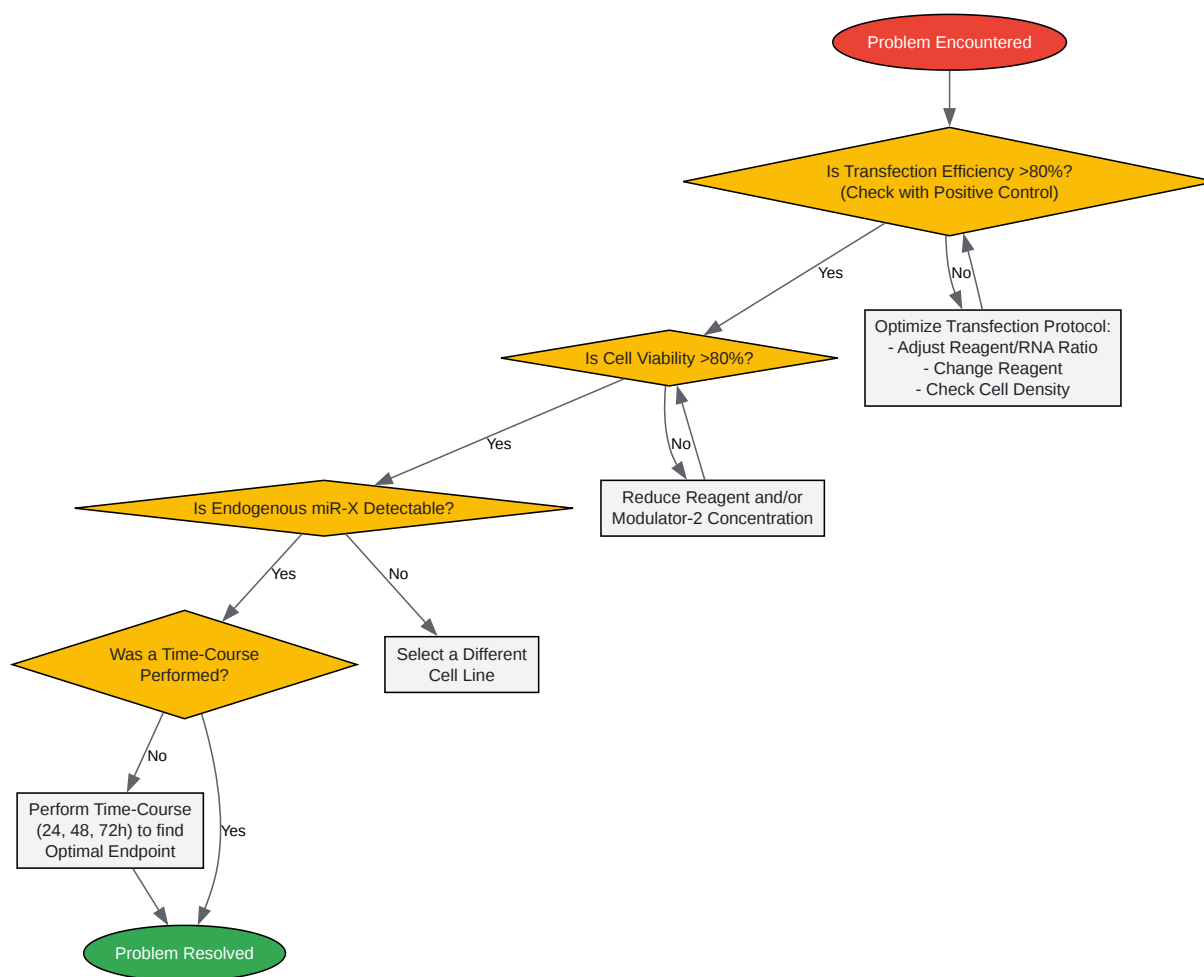 Problem Encountered
Is Transfection Efficiency >80%?
(Check with Positive Control)
Yes
No
Optimize Transfection Protocol:
- Adjust Reagent/RNA Ratio
- Change Reagent
- Check Cell Density
Is Cell Viability >80%?
Yes
No
Reduce Reagent and/or
Modulator-2 Concentration
Is Endogenous miR-X Detectable?
Yes
No
Select a Different
Cell Line
Was a Time-Course
Performed?
No
Yes
Perform Time-Course
(24, 48, 72h) to find
Optimal Endpoint
Problem Resolved